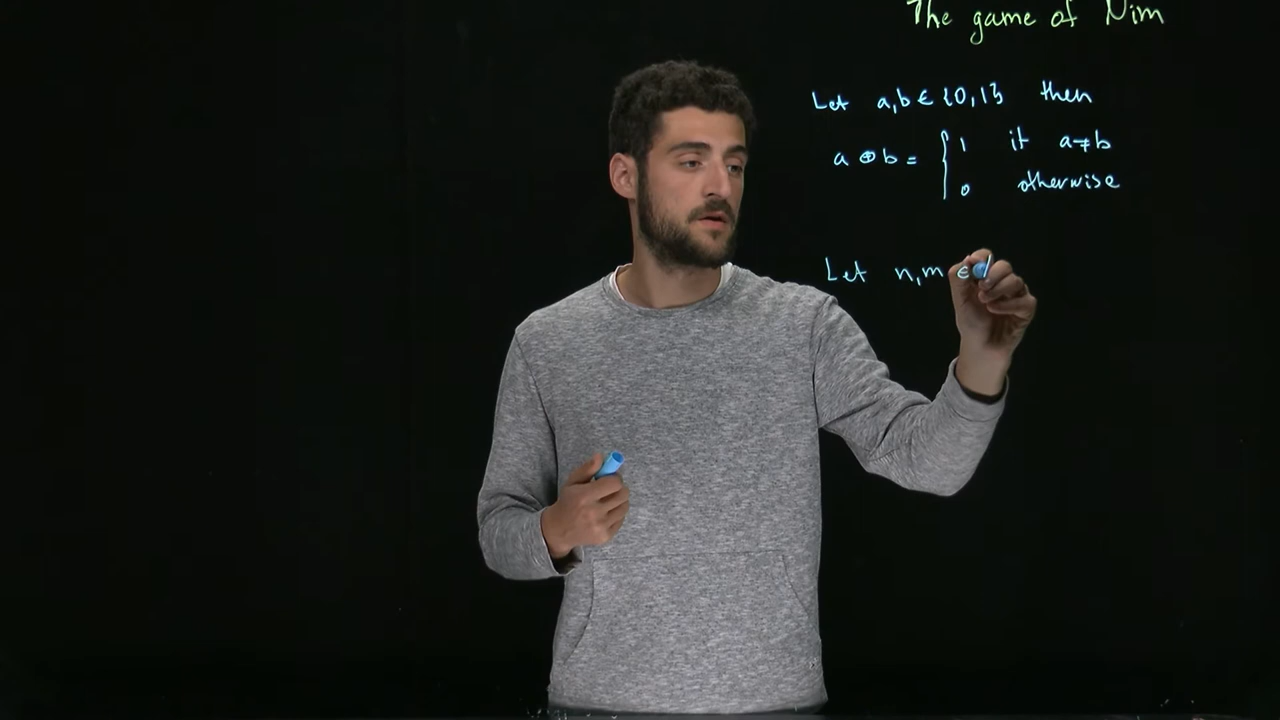 The game of Nim
Let a,b ∈ {0,1} then
a ⊕ b = { 1 if a≠b
0 otherwise
Let n,m ∈